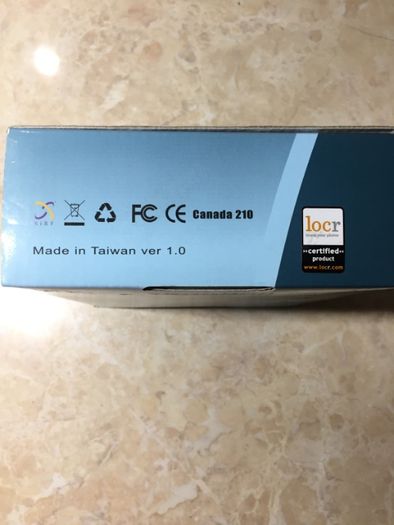 FC CE Canada 210
Made in Taiwan ver 1.0
locr
certified
product
www.locr.com